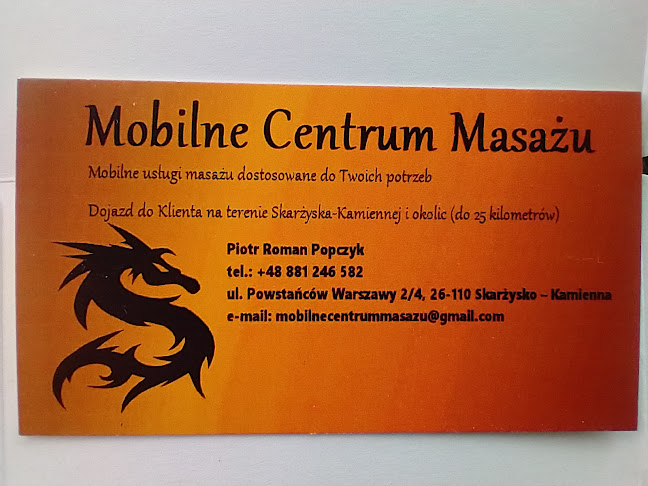 Mobilne Centrum Masażu
Mobilne usługi masażu dostosowane do Twoich potrzeb
Dojazd do Klienta na terenie Skarżyska-Kamiennej i okolic (do 25 kilometrów)
Piotr Roman Popczyk
tel.: +48 881 246 582
ul. Powstańców Warszawy 2/4, 26-110 Skarżysko – Kamienna
e-mail: mobilnecentrummasazu@gmail.com